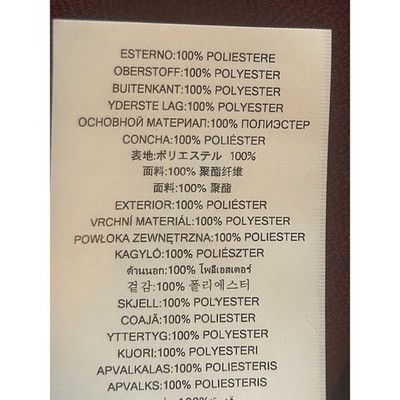 ESTERNO:100% POLIESTERE
OBERSTOFF:100% POLYESTER
BUITENKANT:100% POLYESTER
YDERSTE LAG:100% POLYESTER
ОСНОВНОЙ МАТЕРИАЛ:100% ПОЛИЭСТЕР
CONCHA:100% POLIÉSTER
表地:ポリエステル 100%
面料:100% 聚酯纤维
面料:100% 聚酯
EXTERIOR:100% POLIÉSTER
VRCHNÍ MATERIÁL:100% POLYESTER
POWŁOKA ZEWNĘTRZNA:100% POLIESTER
KAGYLÓ:100% POLIÉSZTER
ด้านนอก:100% โพลีเอสเตอร์
겉감:100% 폴리에스터
SKJELL:100% POLYESTER
COAJĂ:100% POLIESTER
YTTERTYG:100% POLYESTER
KUORI:100% POLYESTERI
APVALKALAS:100% POLIESTERIS
APVALKS:100% POLIESTERIS